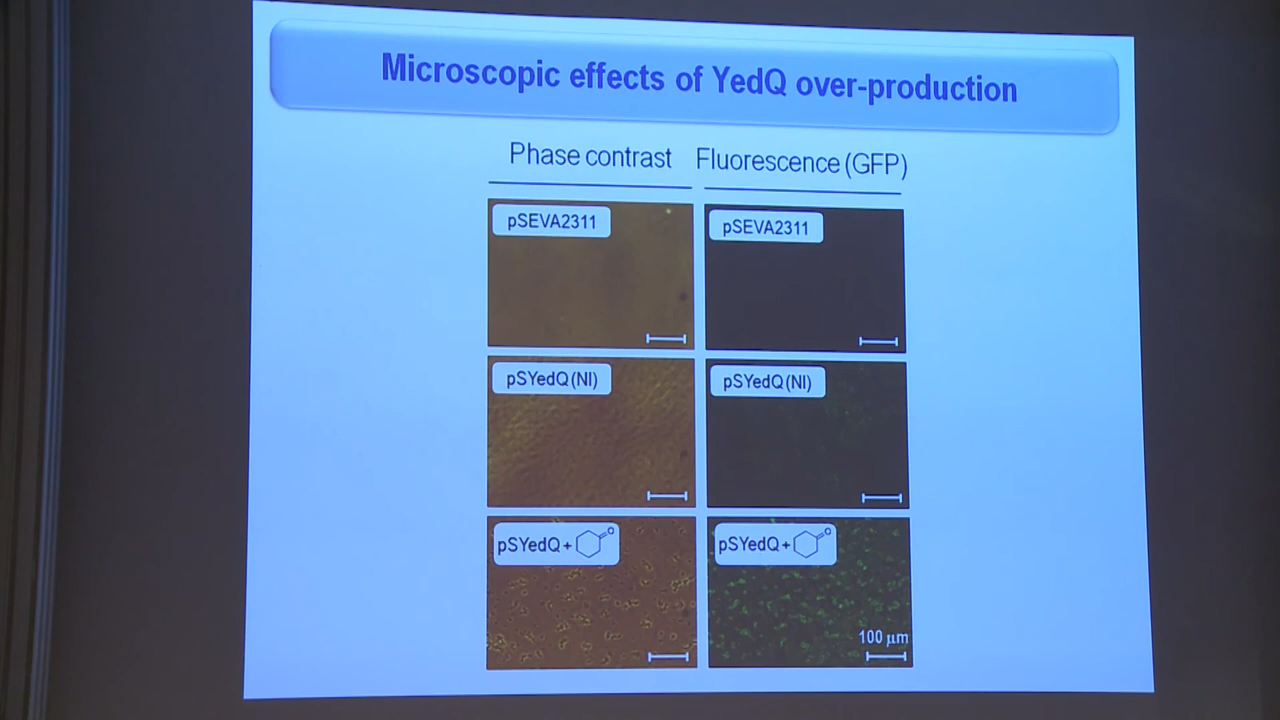 Microscopic effects of YedQ over-production
Phase contrast Fluorescence (GFP)
pSEVA2311 pSEVA2311
pSYedQ (NI) pSYedQ (NI)
pSYedQ + O pSYedQ + O
100 μm